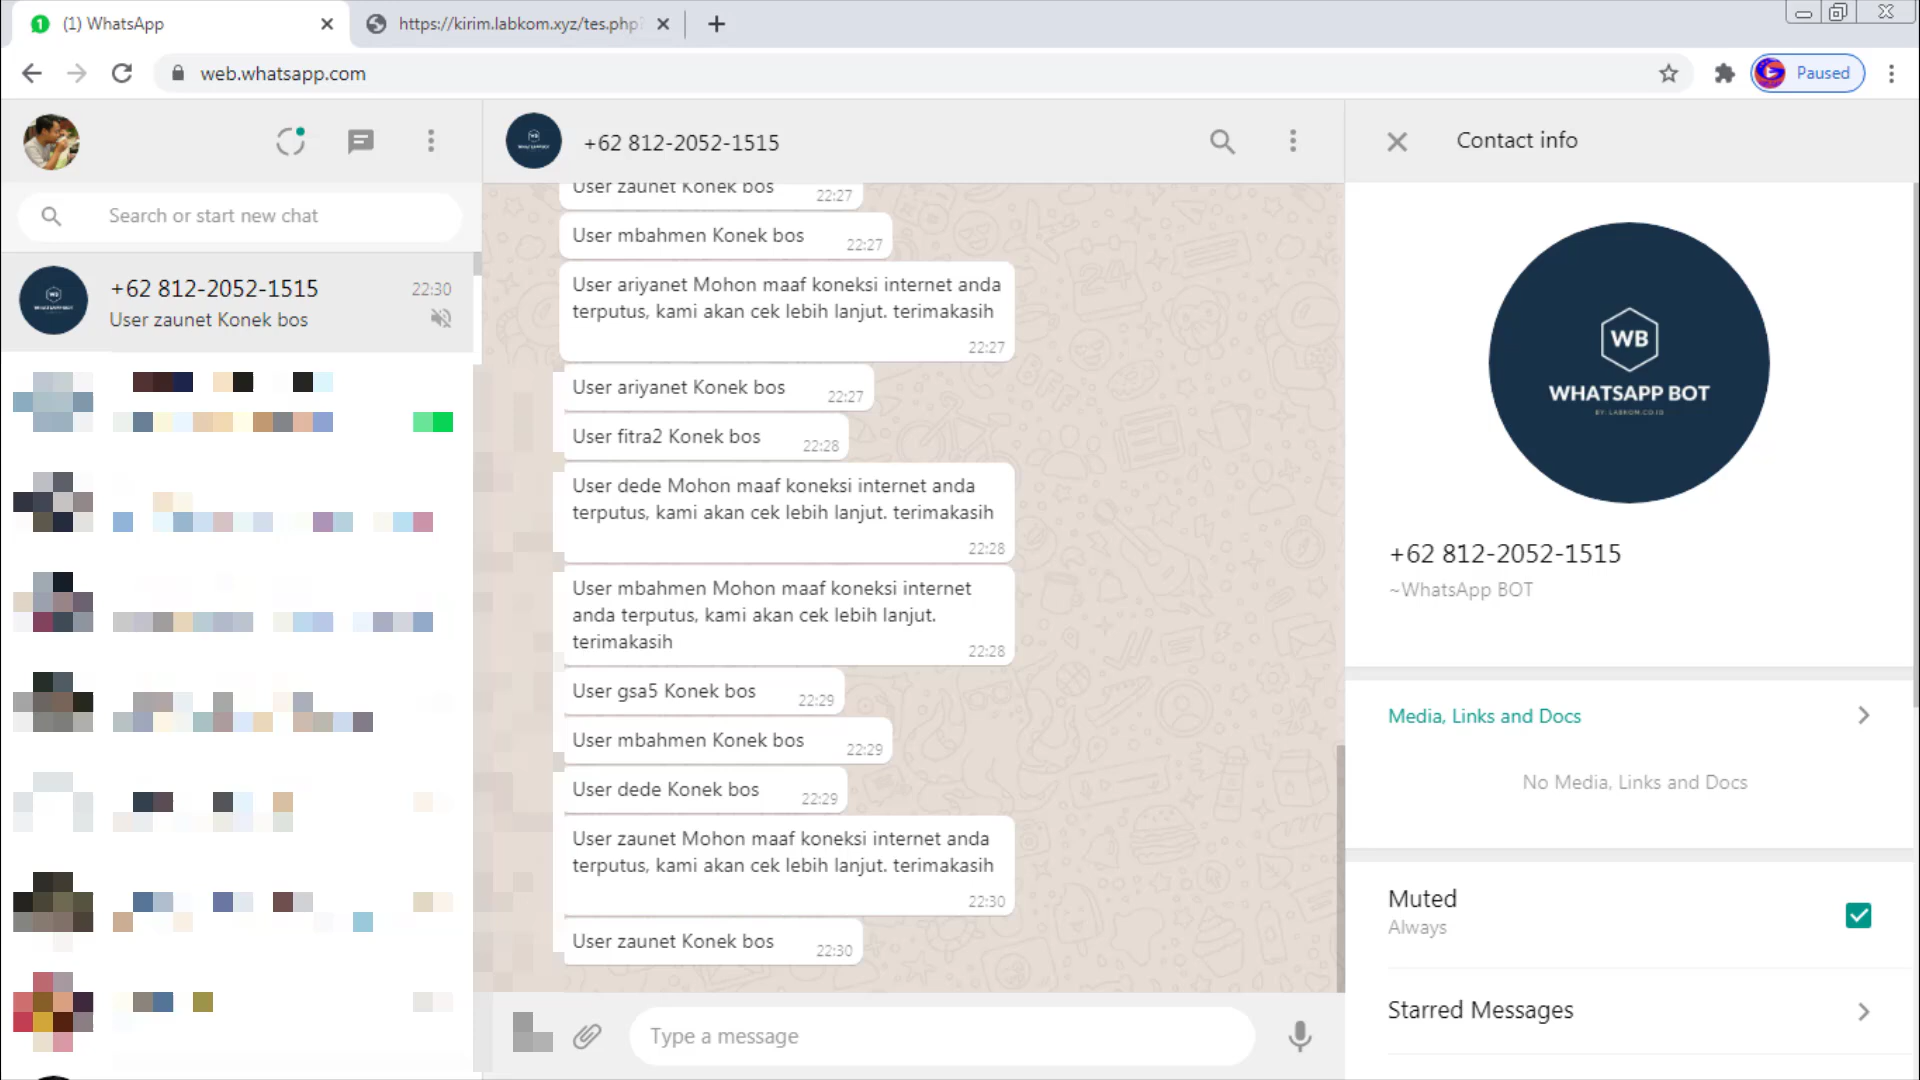 (1) WhatsApp
https://kirim.labkom.xyz/tes.php
web.whatsapp.com
Paused
Search or start new chat
+62 812-2052-1515
22:30
User zaunet Konek bos
+62 812-2052-1515
User zaunet Konek bos
22:27
User mbahmen Konek bos
22:27
User ariyanet Mohon maaf koneksi internet anda
terputus, kami akan cek lebih lanjut. terimakasih
22:27
User ariyanet Konek bos
22:27
User fitra2 Konek bos
22:28
User dede Mohon maaf koneksi internet anda
terputus, kami akan cek lebih lanjut. terimakasih
22:28
User mbahmen Mohon maaf koneksi internet
anda terputus, kami akan cek lebih lanjut.
terimakasih
22:28
User gsa5 Konek bos
22:29
User mbahmen Konek bos
22:29
User dede Konek bos
22:29
User zaunet Mohon maaf koneksi internet anda
terputus, kami akan cek lebih lanjut. terimakasih
22:30
User zaunet Konek bos
22:30
Type a message
Contact info
WB
WHATSAPP BOT
BY: LABKOM.CO.ID
+62 812-2052-1515
~WhatsApp BOT
Media, Links and Docs
No Media, Links and Docs
Muted
Always
Starred Messages